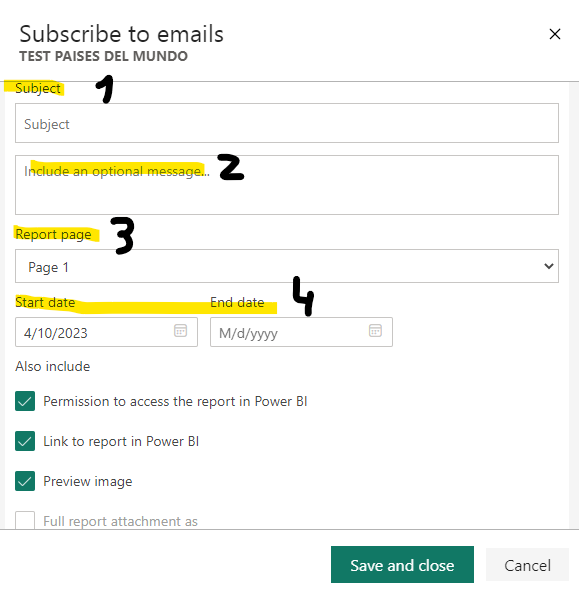 Subscribe to emails
TEST PAISES DEL MUNDO
Subject 1
Subject
Include an optional message... 2
Report page 3
Page 1
Start date End date 4
4/10/2023 M/d/yyyy
Also include
Permission to access the report in Power BI
Link to report in Power BI
Preview image
Full report attachment as
Save and close Cancel